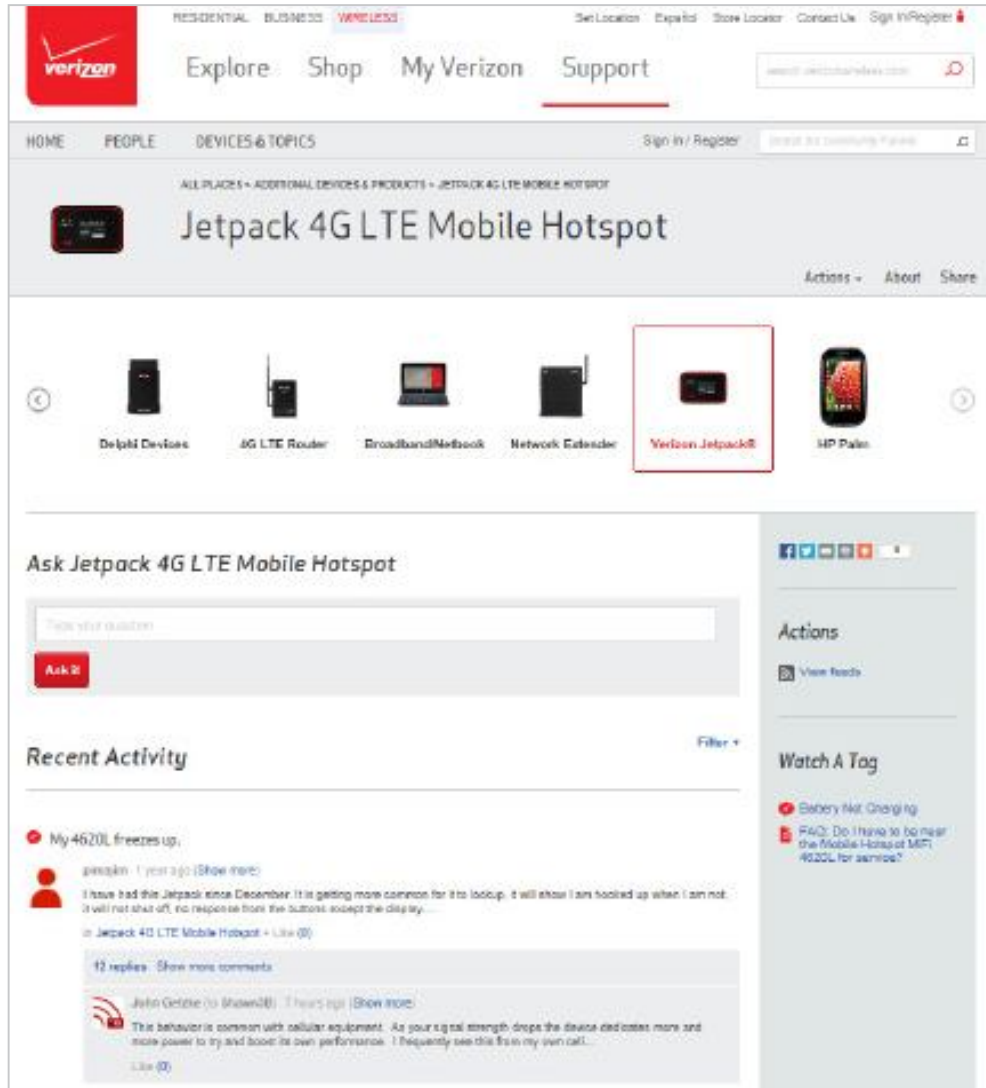 RESIDENTIAL BUSINESS WIRELESS
Set Location Español Store Locator Contact Us Sign In/Register
verizon
Explore Shop My Verizon Support
search verizonwireless.com
HOME PEOPLE DEVICES & TOPICS
Sign In / Register
ALL PLACES > ADDITIONAL DEVICES & PRODUCTS > JETPACK 4G LTE MOBILE HOTSPOT
Jetpack 4G LTE Mobile Hotspot
Actions About Share
Delphi Devices 4G LTE Router Broadband/Netbook Network Extender Verizon Jetpack® HP Palm
Ask Jetpack 4G LTE Mobile Hotspot
Type your question
Ask it
Actions
View Feeds
Recent Activity
Filter
Watch A Tag
Battery Not Charging
FAQ: Do I have to be near
the Mobile Hotspot MiFi
4620L for service?
My 4620L freezes up.
1 year ago (Show more)
I have had this Jetpack since December. It is getting more common for it to lockup. it will show I am hooked up when I am not.
it will not shut off, no response from the buttons except the display....
in Jetpack 4G LTE Mobile Hotspot • Like (0)
12 replies Show more comments
John Getzke (to Shawn3B) 7 hours ago (Show more)
This behavior is common with cellular equipment. As your signal strength drops the device dedicates more and
more power to try and boost its own performance. I frequently see this from my own cell...
Like (0)